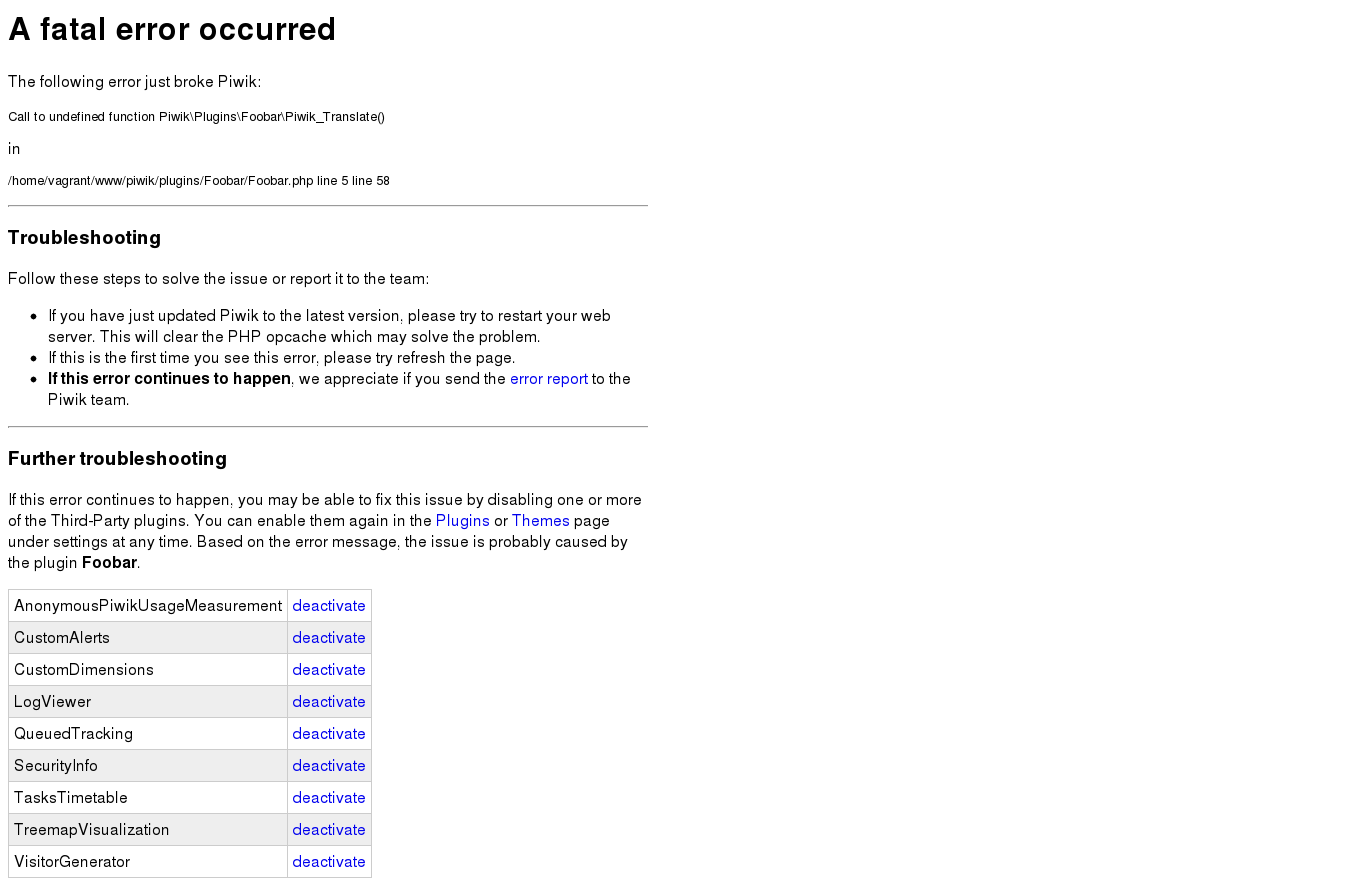 A fatal error occurred
The following error just broke Piwik:
Call to undefined function Piwik\Plugins\Foobar\Piwik_Translate()
in
/home/vagrant/www/piwik/plugins/Foobar/Foobar.php line 5 line 58
Troubleshooting
Follow these steps to solve the issue or report it to the team:
• If you have just updated Piwik to the latest version, please try to restart your web
server. This will clear the PHP opcache which may solve the problem.
• If this is the first time you see this error, please try refresh the page.
• If this error continues to happen, we appreciate if you send the error report to the
Piwik team.
Further troubleshooting
If this error continues to happen, you may be able to fix this issue by disabling one or more
of the Third-Party plugins. You can enable them again in the Plugins or Themes page
under settings at any time. Based on the error message, the issue is probably caused by
the plugin Foobar.
AnonymousPiwikUsageMeasurement deactivate
CustomAlerts deactivate
CustomDimensions deactivate
LogViewer deactivate
QueuedTracking deactivate
SecurityInfo deactivate
TasksTimetable deactivate
TreemapVisualization deactivate
VisitorGenerator deactivate